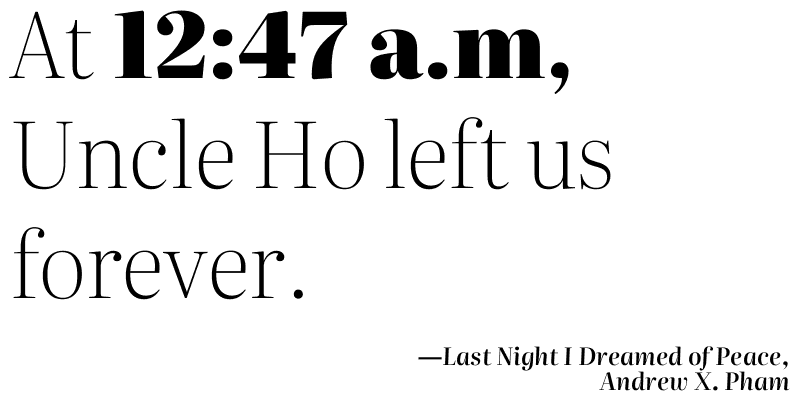 At 12:47 a.m,
Uncle Ho left us
forever.
—Last Night I Dreamed of Peace,
Andrew X. Pham